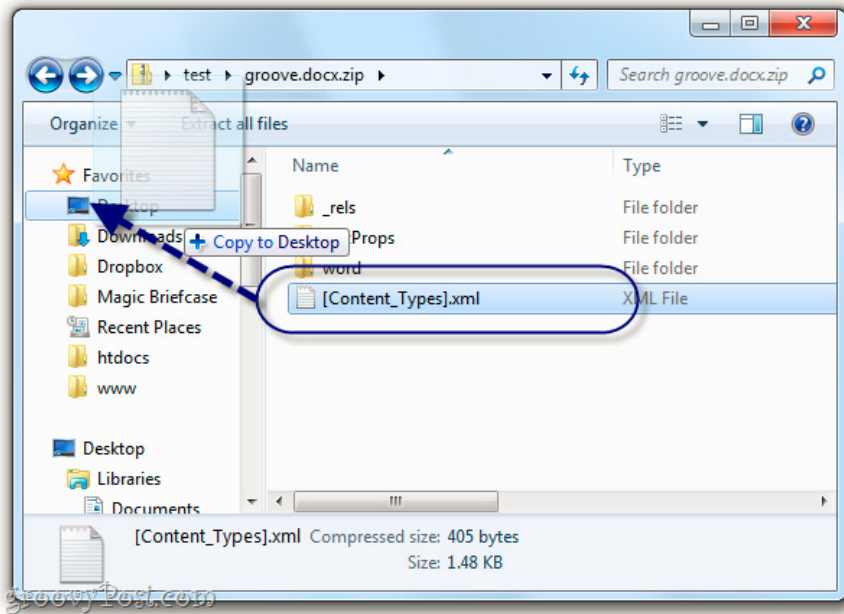 test groove.docx.zip
Search groove.docx.zip
Organize Extract all files
Name Type
Favorites
Desktop
Downloads
Copy to Desktop
Dropbox
Magic Briefcase
Recent Places
htdocs
www
Desktop
Libraries
Documents
_rels File folder
Props File folder
word File folder
[Content_Types].xml XML File
[Content_Types].xml Compressed size: 405 bytes
Size: 1.48 KB
groovyPost.com